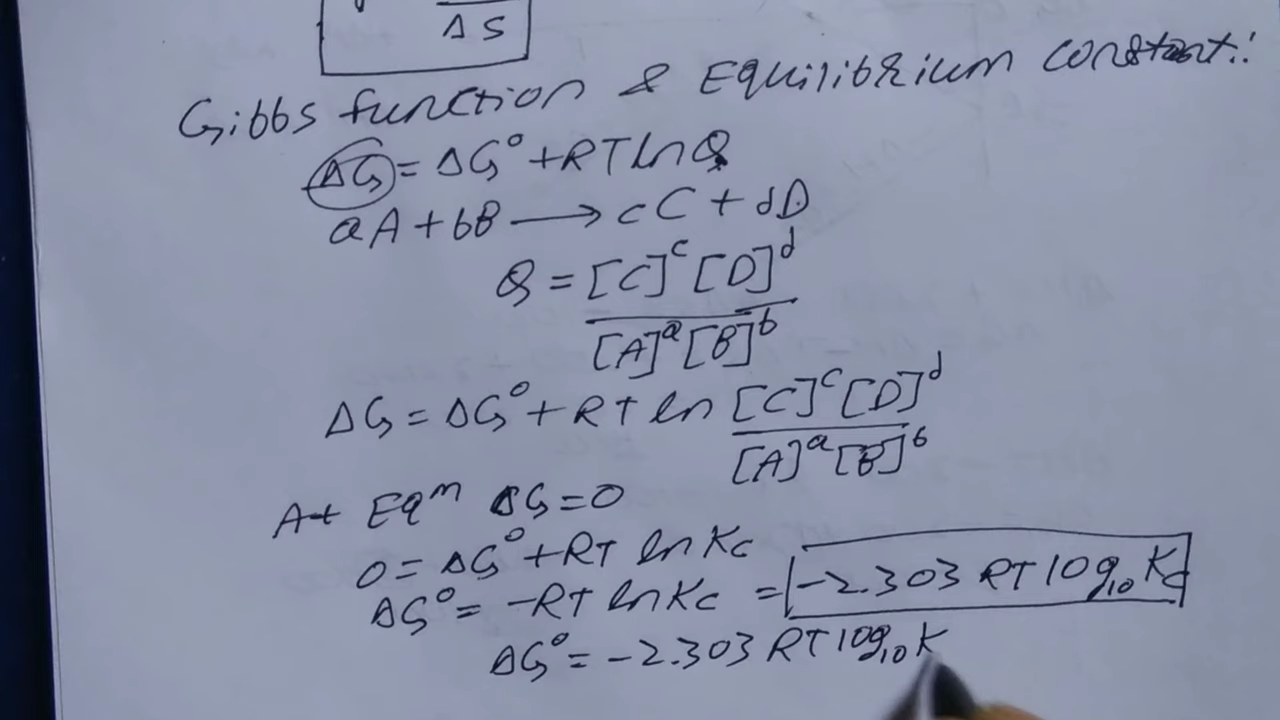 ΔS
Gibbs function & Equilibrium constant:
ΔG = ΔG° + RT ln Q
aA + bB ⟶ cC + dD
Q = [C]^c [D]^d / [A]^a [B]^b
ΔG = ΔG° + RT ln [C]^c [D]^d / [A]^a [B]^b
At Eqᵐ ΔG = 0
0 = ΔG° + RT ln Kc
ΔG° = -RT ln Kc = -2.303 RT log₁₀ Kc
ΔG° = -2.303 RT log₁₀ K